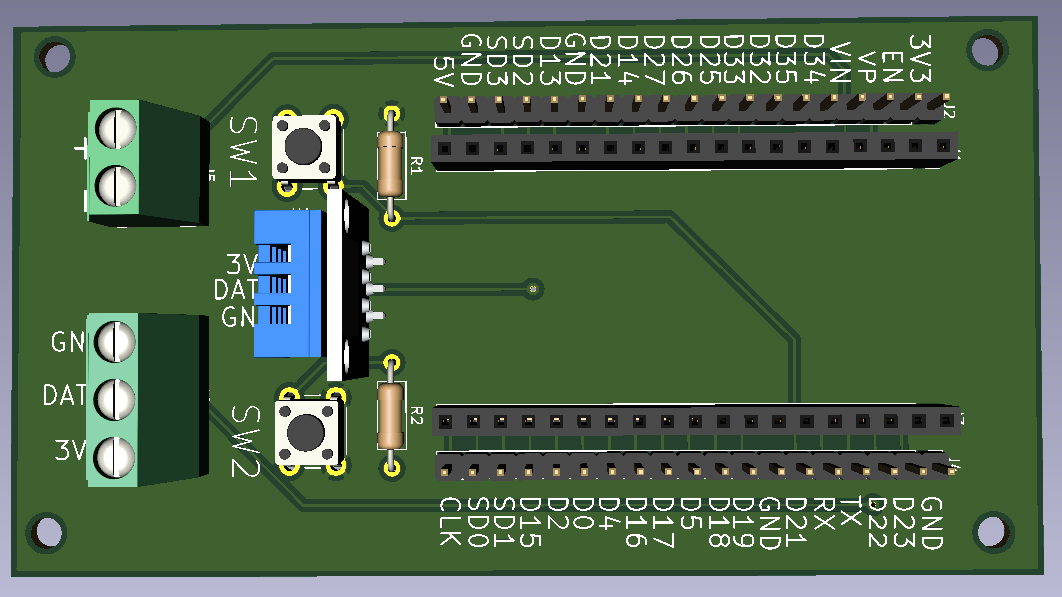 5V
GND
SD3
SD2
D13
GND
D21
D14
D27
D26
D25
D33
D32
D35
D34
VIN
VP
EN
3V3
J2
+
-
SW1
R1
3V
DAT
GN
GN
DAT
3V
SW2
R2
CLK
SD0
SD1
D15
D2
D0
D4
D16
D17
D5
D18
D19
GND
D21
RX
TX
D22
D23
GND